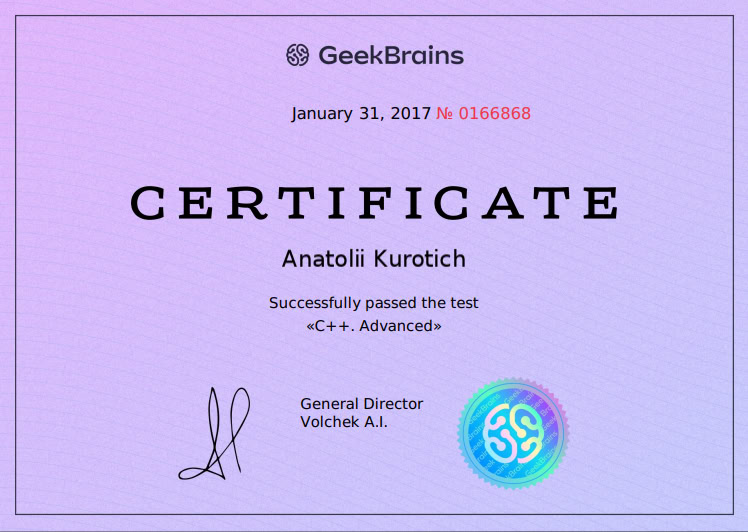 GeekBrains
January 31, 2017 № 0166868
CERTIFICATE
Anatolii Kurotich
Successfully passed the test
«C++. Advanced»
General Director
Volchek A.I.